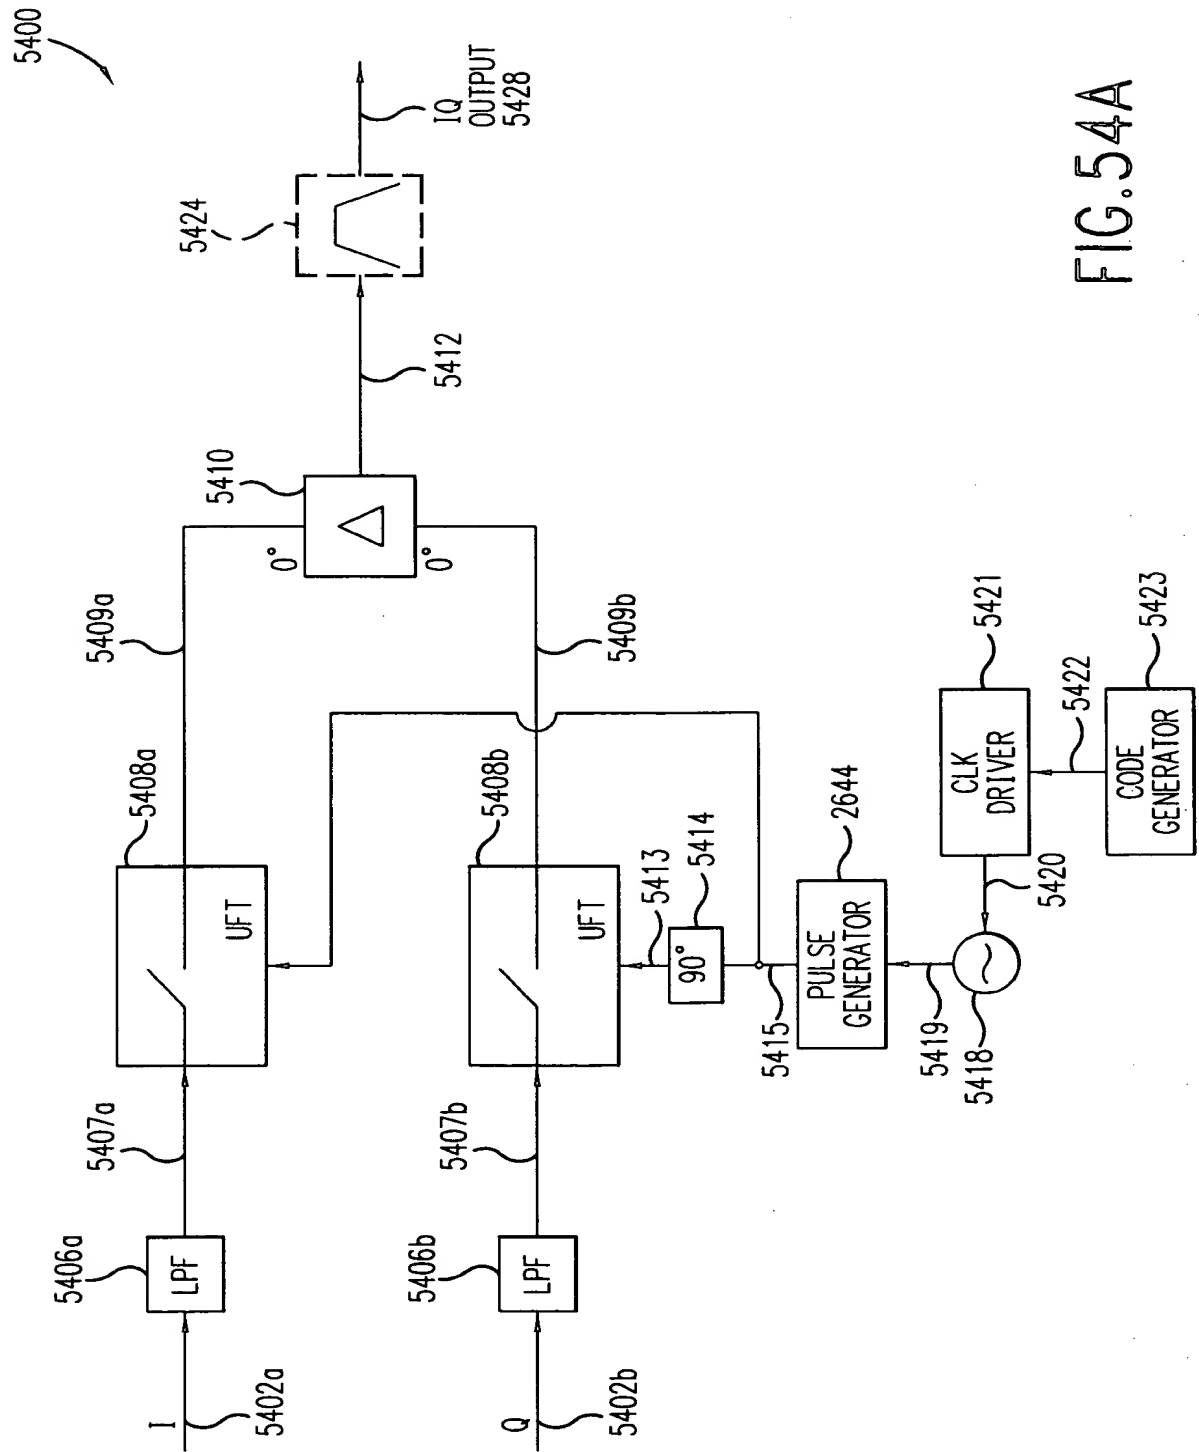 5400
I
5402a
5406a
LPF
5407a
5408a
UFT
5409a
0°
5410
0°
5412
5424
IQ
OUTPUT
5428
Q
5402b
5406b
LPF
5407b
5408b
UFT
5409b
5413
90°
5414
5415
PULSE
GENERATOR
2644
5419
5418
5420
CLK
DRIVER
5421
5422
CODE
GENERATOR
5423
FIG.54A